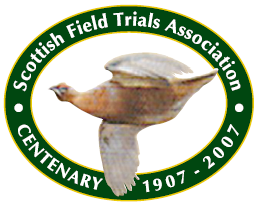 Scottish Field Trials Association
CENTENARY 1907 - 2007